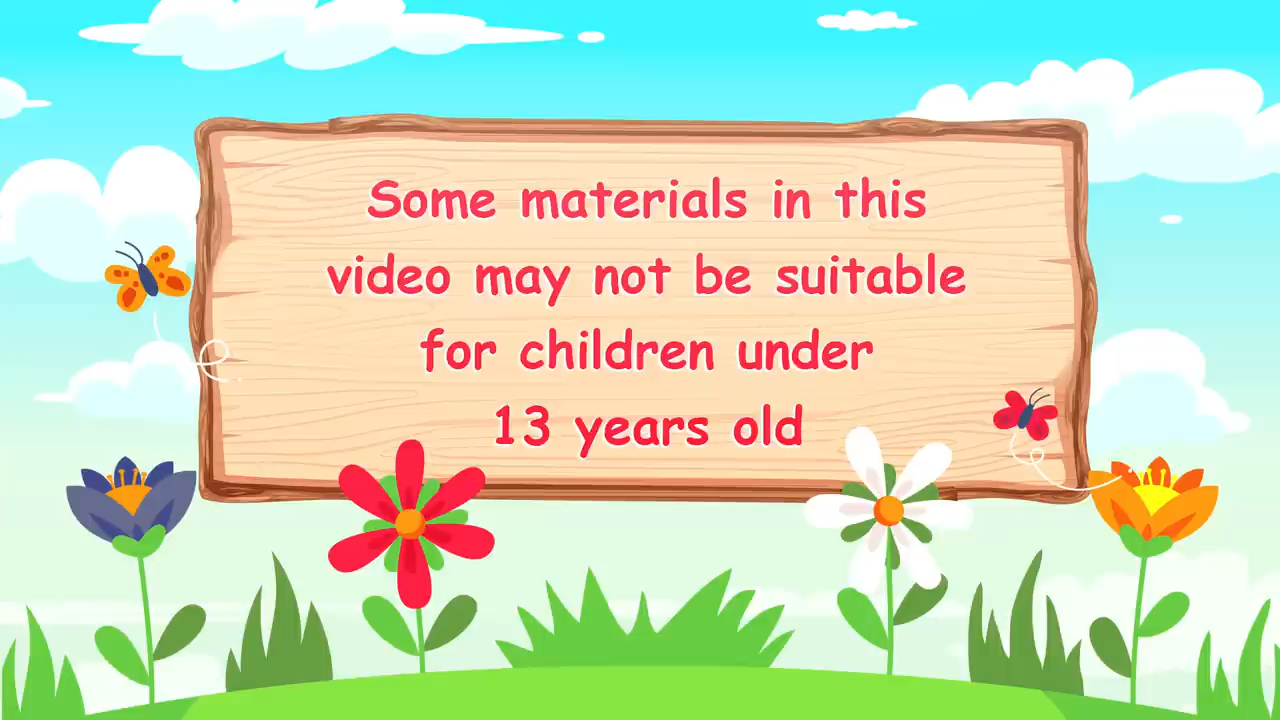 Some materials in this
video may not be suitable
for children under
13 years old